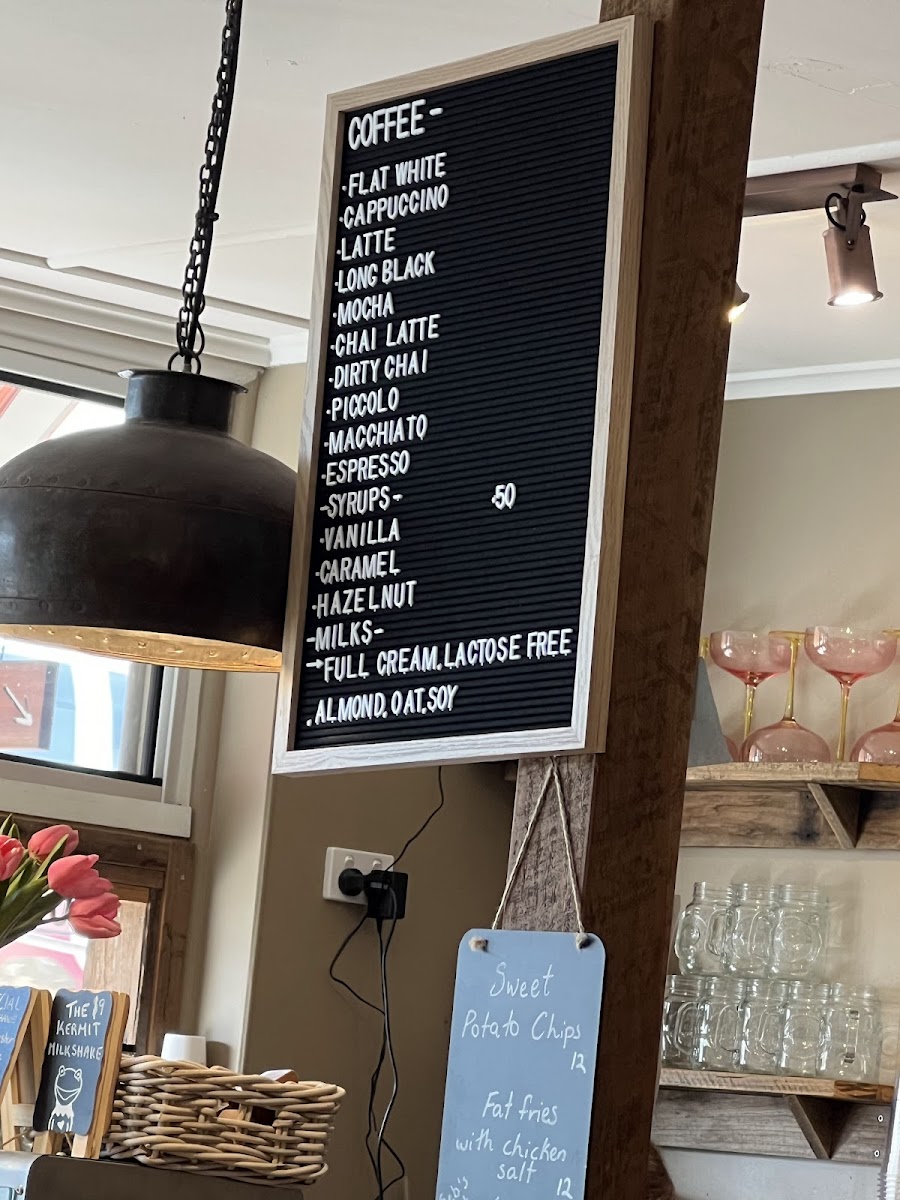 COFFEE-
·FLAT WHITE
·CAPPUCCINO
·LATTE
·LONG BLACK
·MOCHA
·CHAI LATTE
·DIRTY CHAI
·PICCOLO
·MACCHIATO
·ESPRESSO
-SYRUPS- .50
·VANILLA
·CARAMEL
·HAZELNUT
-MILKS-
→FULL CREAM.LACTOSE FREE
.ALMOND.OAT.SOY
Sweet
Potato Chips
12
Fat fries
with chicken
salt
12
THE $9
KERMIT
MILKSHAKE